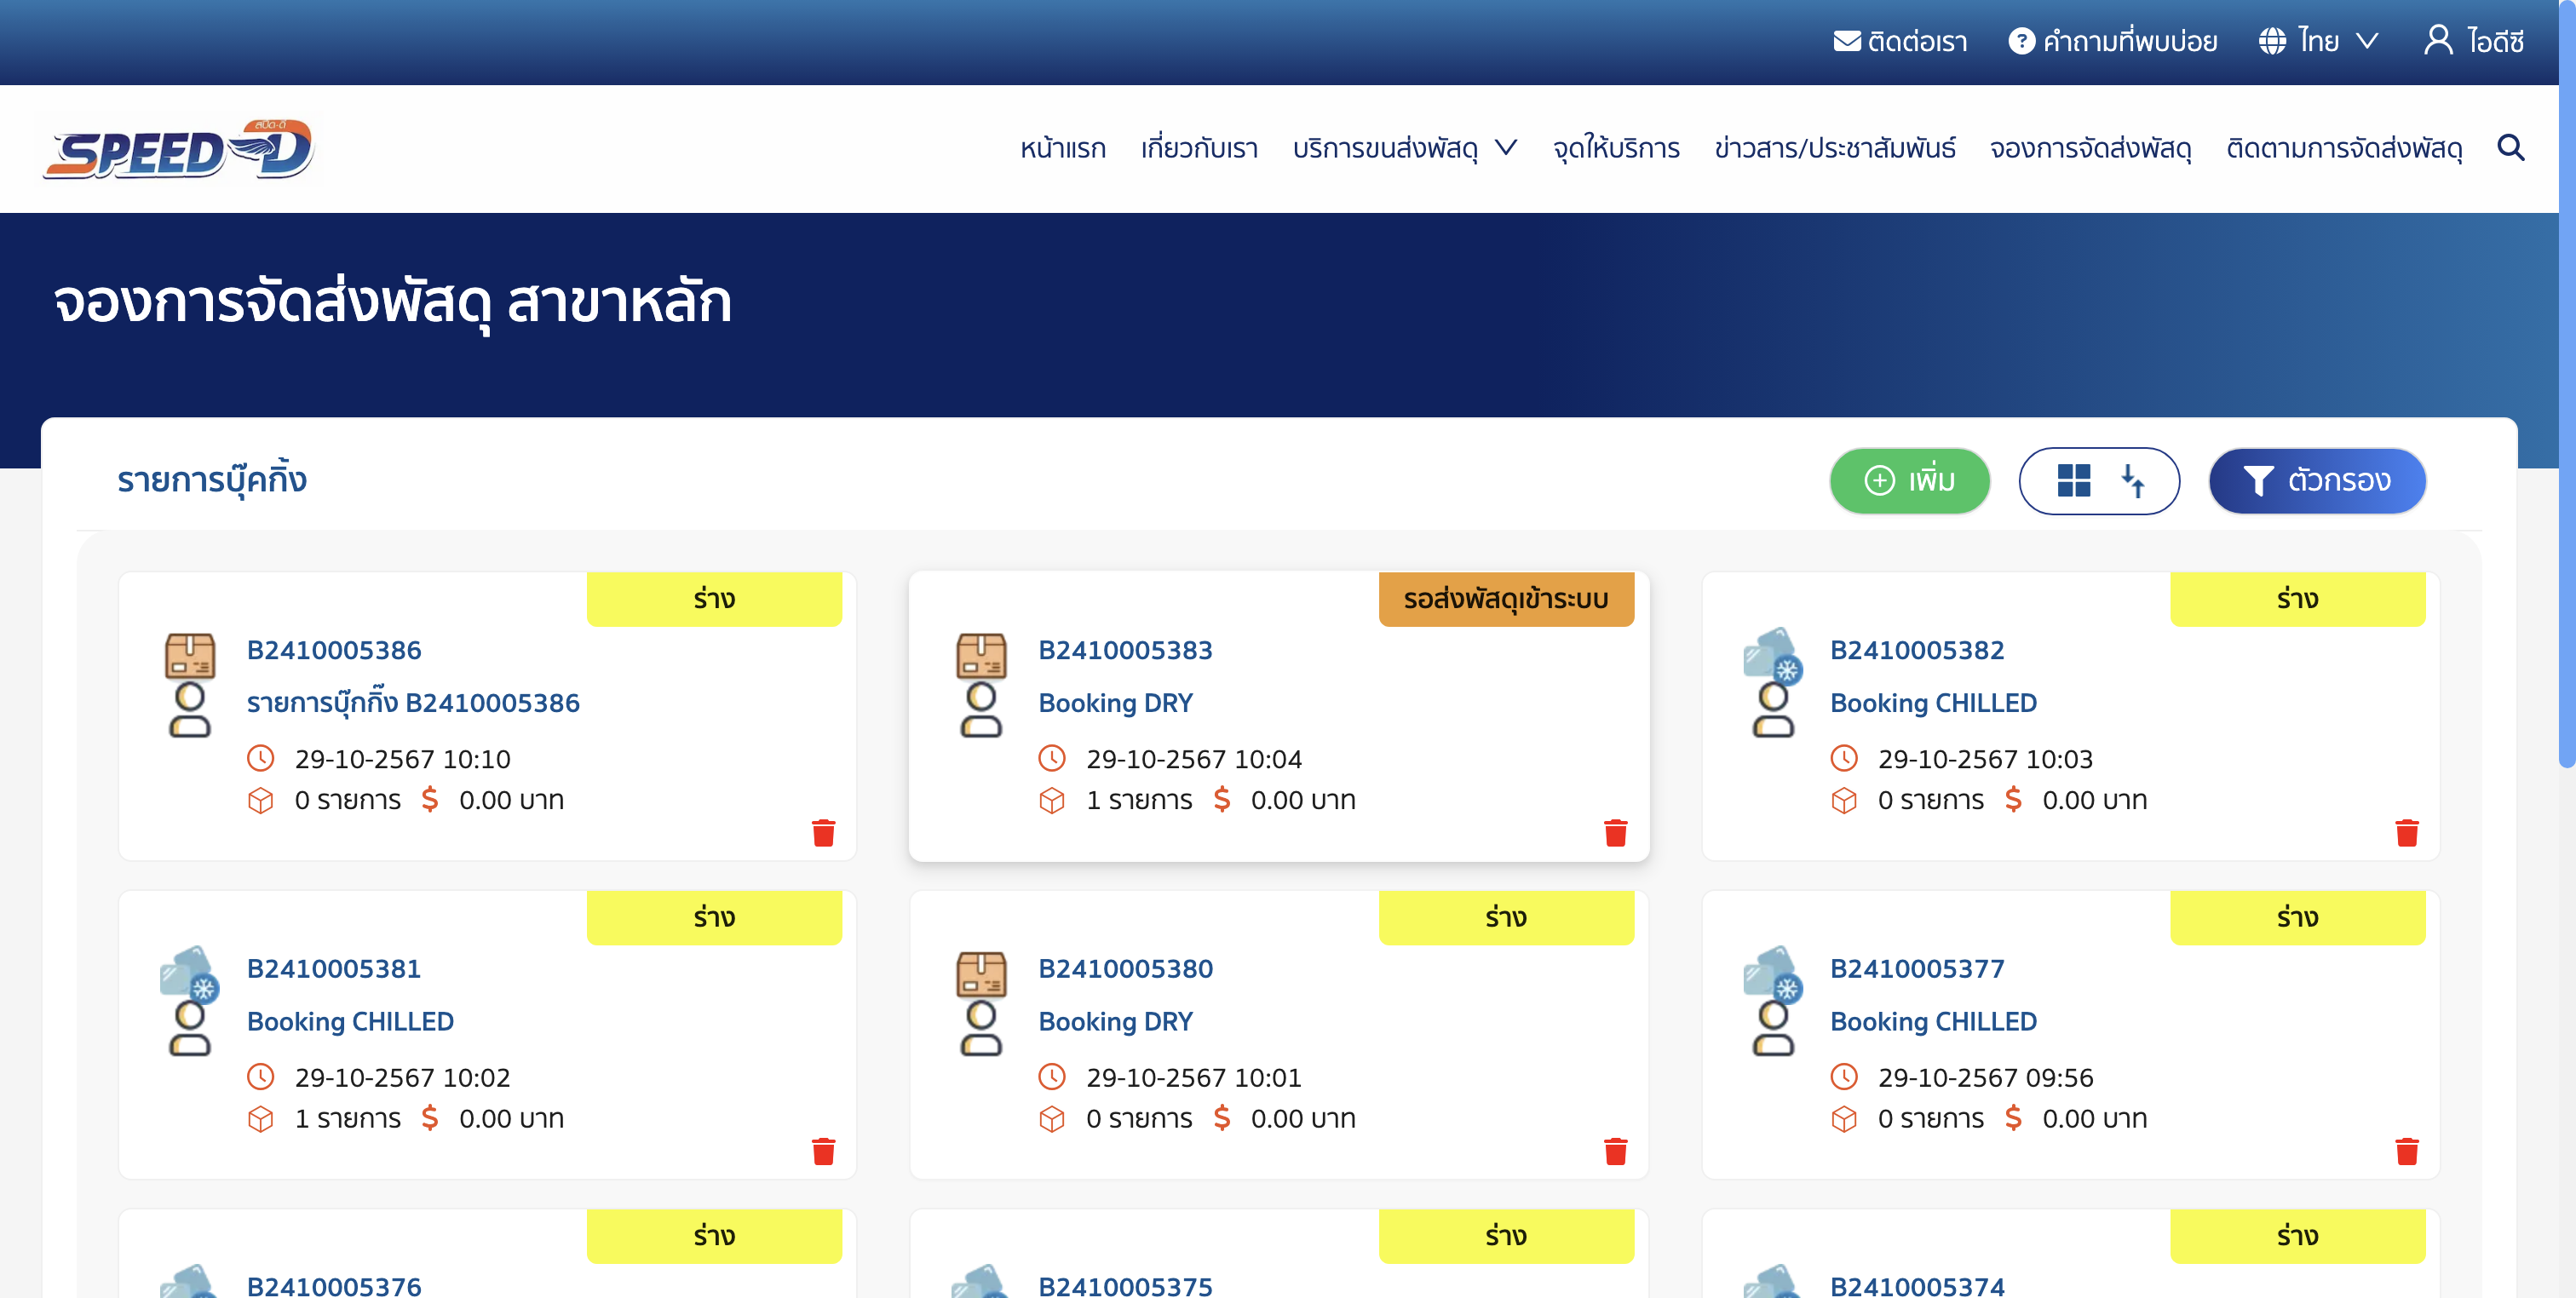 ติดต่อเรา คำถามที่พบบ่อย ไทย ไอดีซี
สปีด-ดี
SPEED-D
หน้าแรก เกี่ยวกับเรา บริการขนส่งพัสดุ จุดให้บริการ ข่าวสาร/ประชาสัมพันธ์ จองการจัดส่งพัสดุ ติดตามการจัดส่งพัสดุ
จองการจัดส่งพัสดุ สาขาหลัก
รายการบุ๊คกิ้ง
เพิ่ม
ตัวกรอง
ร่าง
B2410005386
รายการบุ๊กกิ๊ง B2410005386
29-10-2567 10:10
0 รายการ $ 0.00 บาท
รอส่งพัสดุเข้าระบบ
B2410005383
Booking DRY
29-10-2567 10:04
1 รายการ $ 0.00 บาท
ร่าง
B2410005382
Booking CHILLED
29-10-2567 10:03
0 รายการ $ 0.00 บาท
ร่าง
B2410005381
Booking CHILLED
29-10-2567 10:02
1 รายการ $ 0.00 บาท
ร่าง
B2410005380
Booking DRY
29-10-2567 10:01
0 รายการ $ 0.00 บาท
ร่าง
B2410005377
Booking CHILLED
29-10-2567 09:56
0 รายการ $ 0.00 บาท
ร่าง
B2410005376
ร่าง
B2410005375
ร่าง
B2410005374